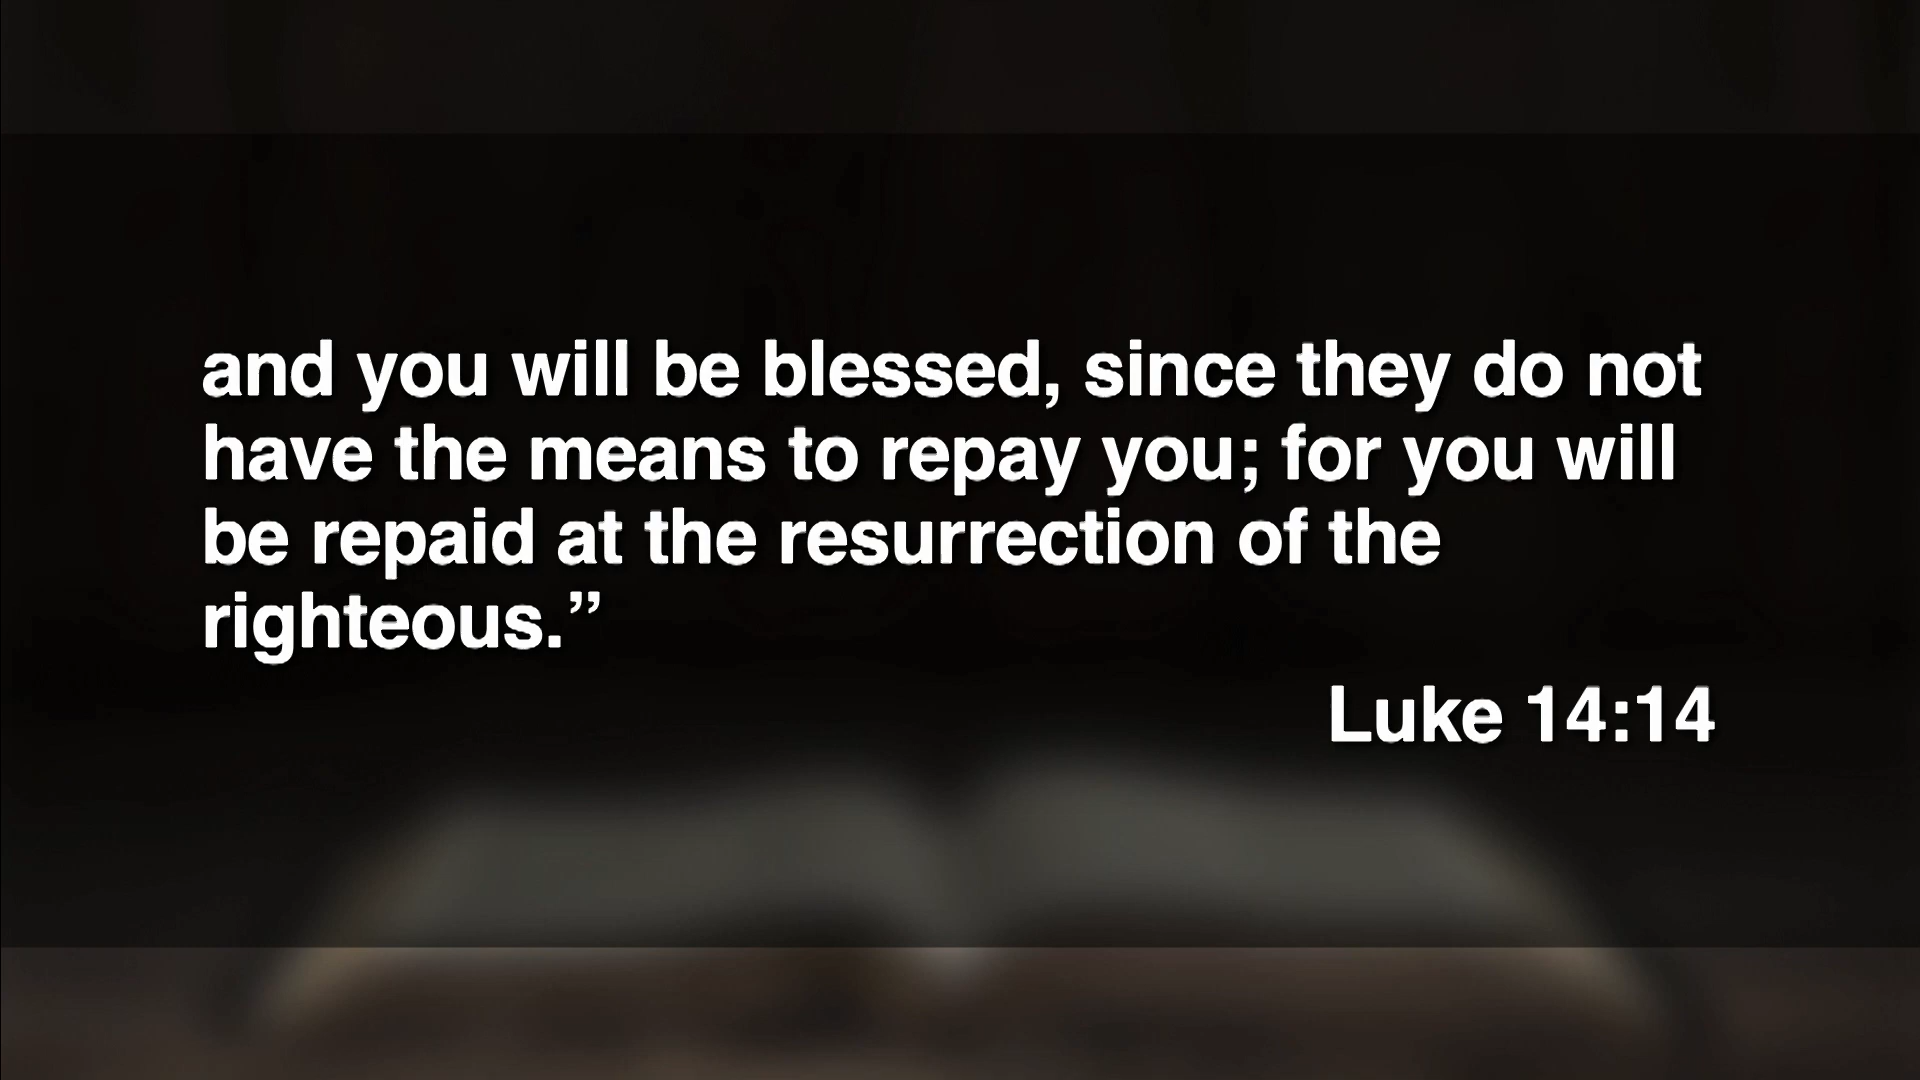 and you will be blessed, since they do not
have the means to repay you; for you will
be repaid at the resurrection of the
righteous.”
Luke 14:14